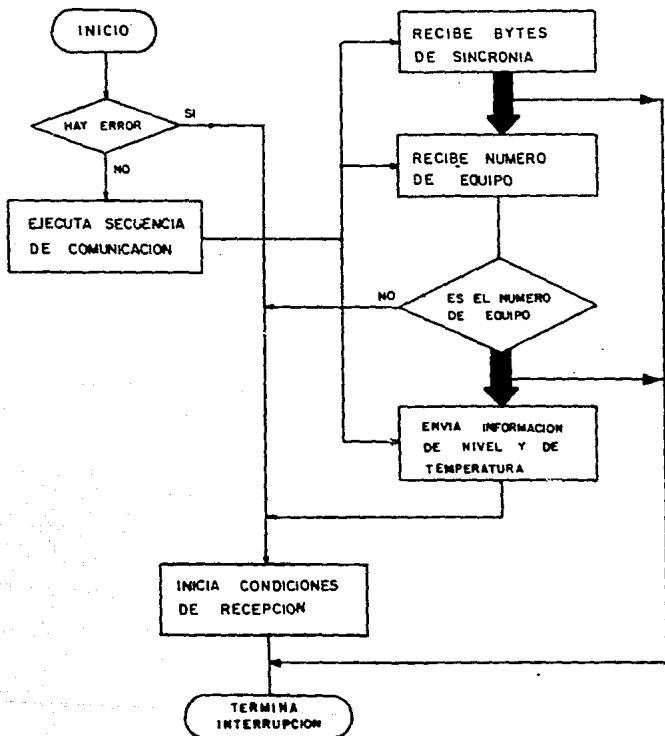 INICIO
HAY ERROR
SI
NO
EJECUTA SECUENCIA
DE COMUNICACION
RECIBE BYTES
DE SINCRONIA
RECIBE NUMERO
DE EQUIPO
ES EL NUMERO
DE EQUIPO
NO
ENVIA INFORMACION
DE NIVEL Y DE
TEMPERATURA
INICIA CONDICIONES
DE RECEPCION
TERMINA
INTERRUPCION